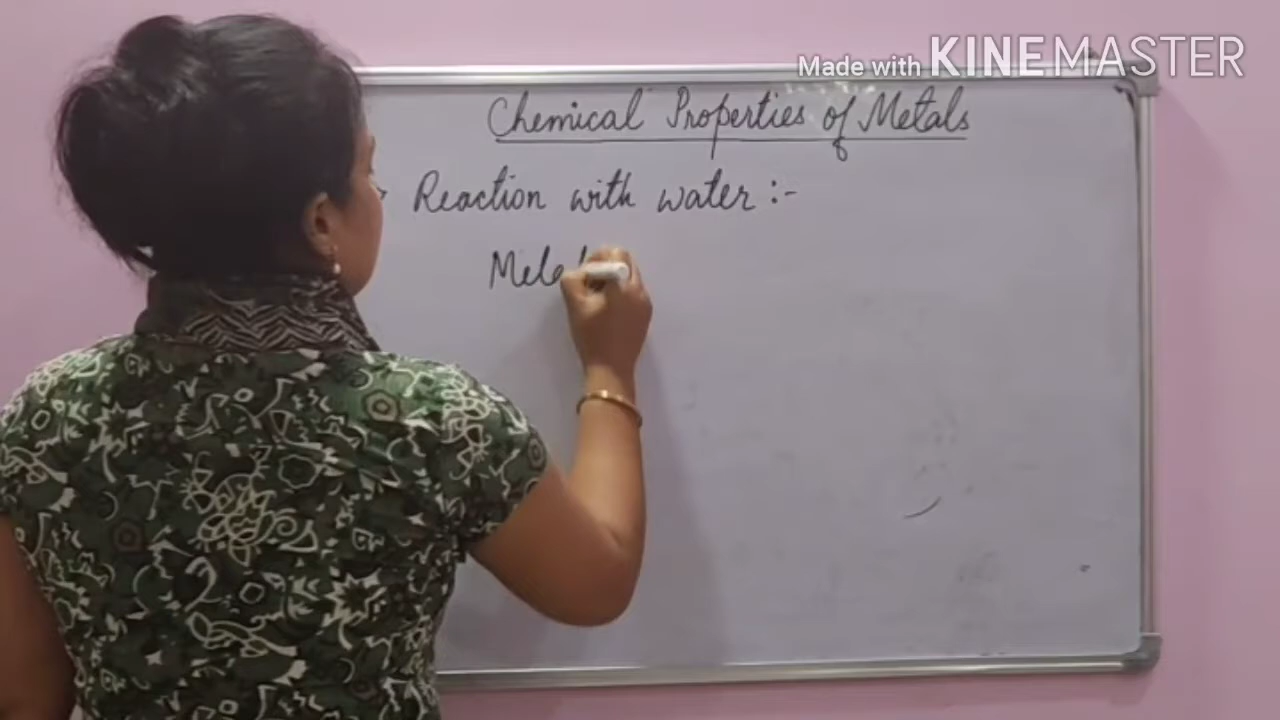 Made with KINEMASTER
Chemical Properties of Metals
Reaction with water :-